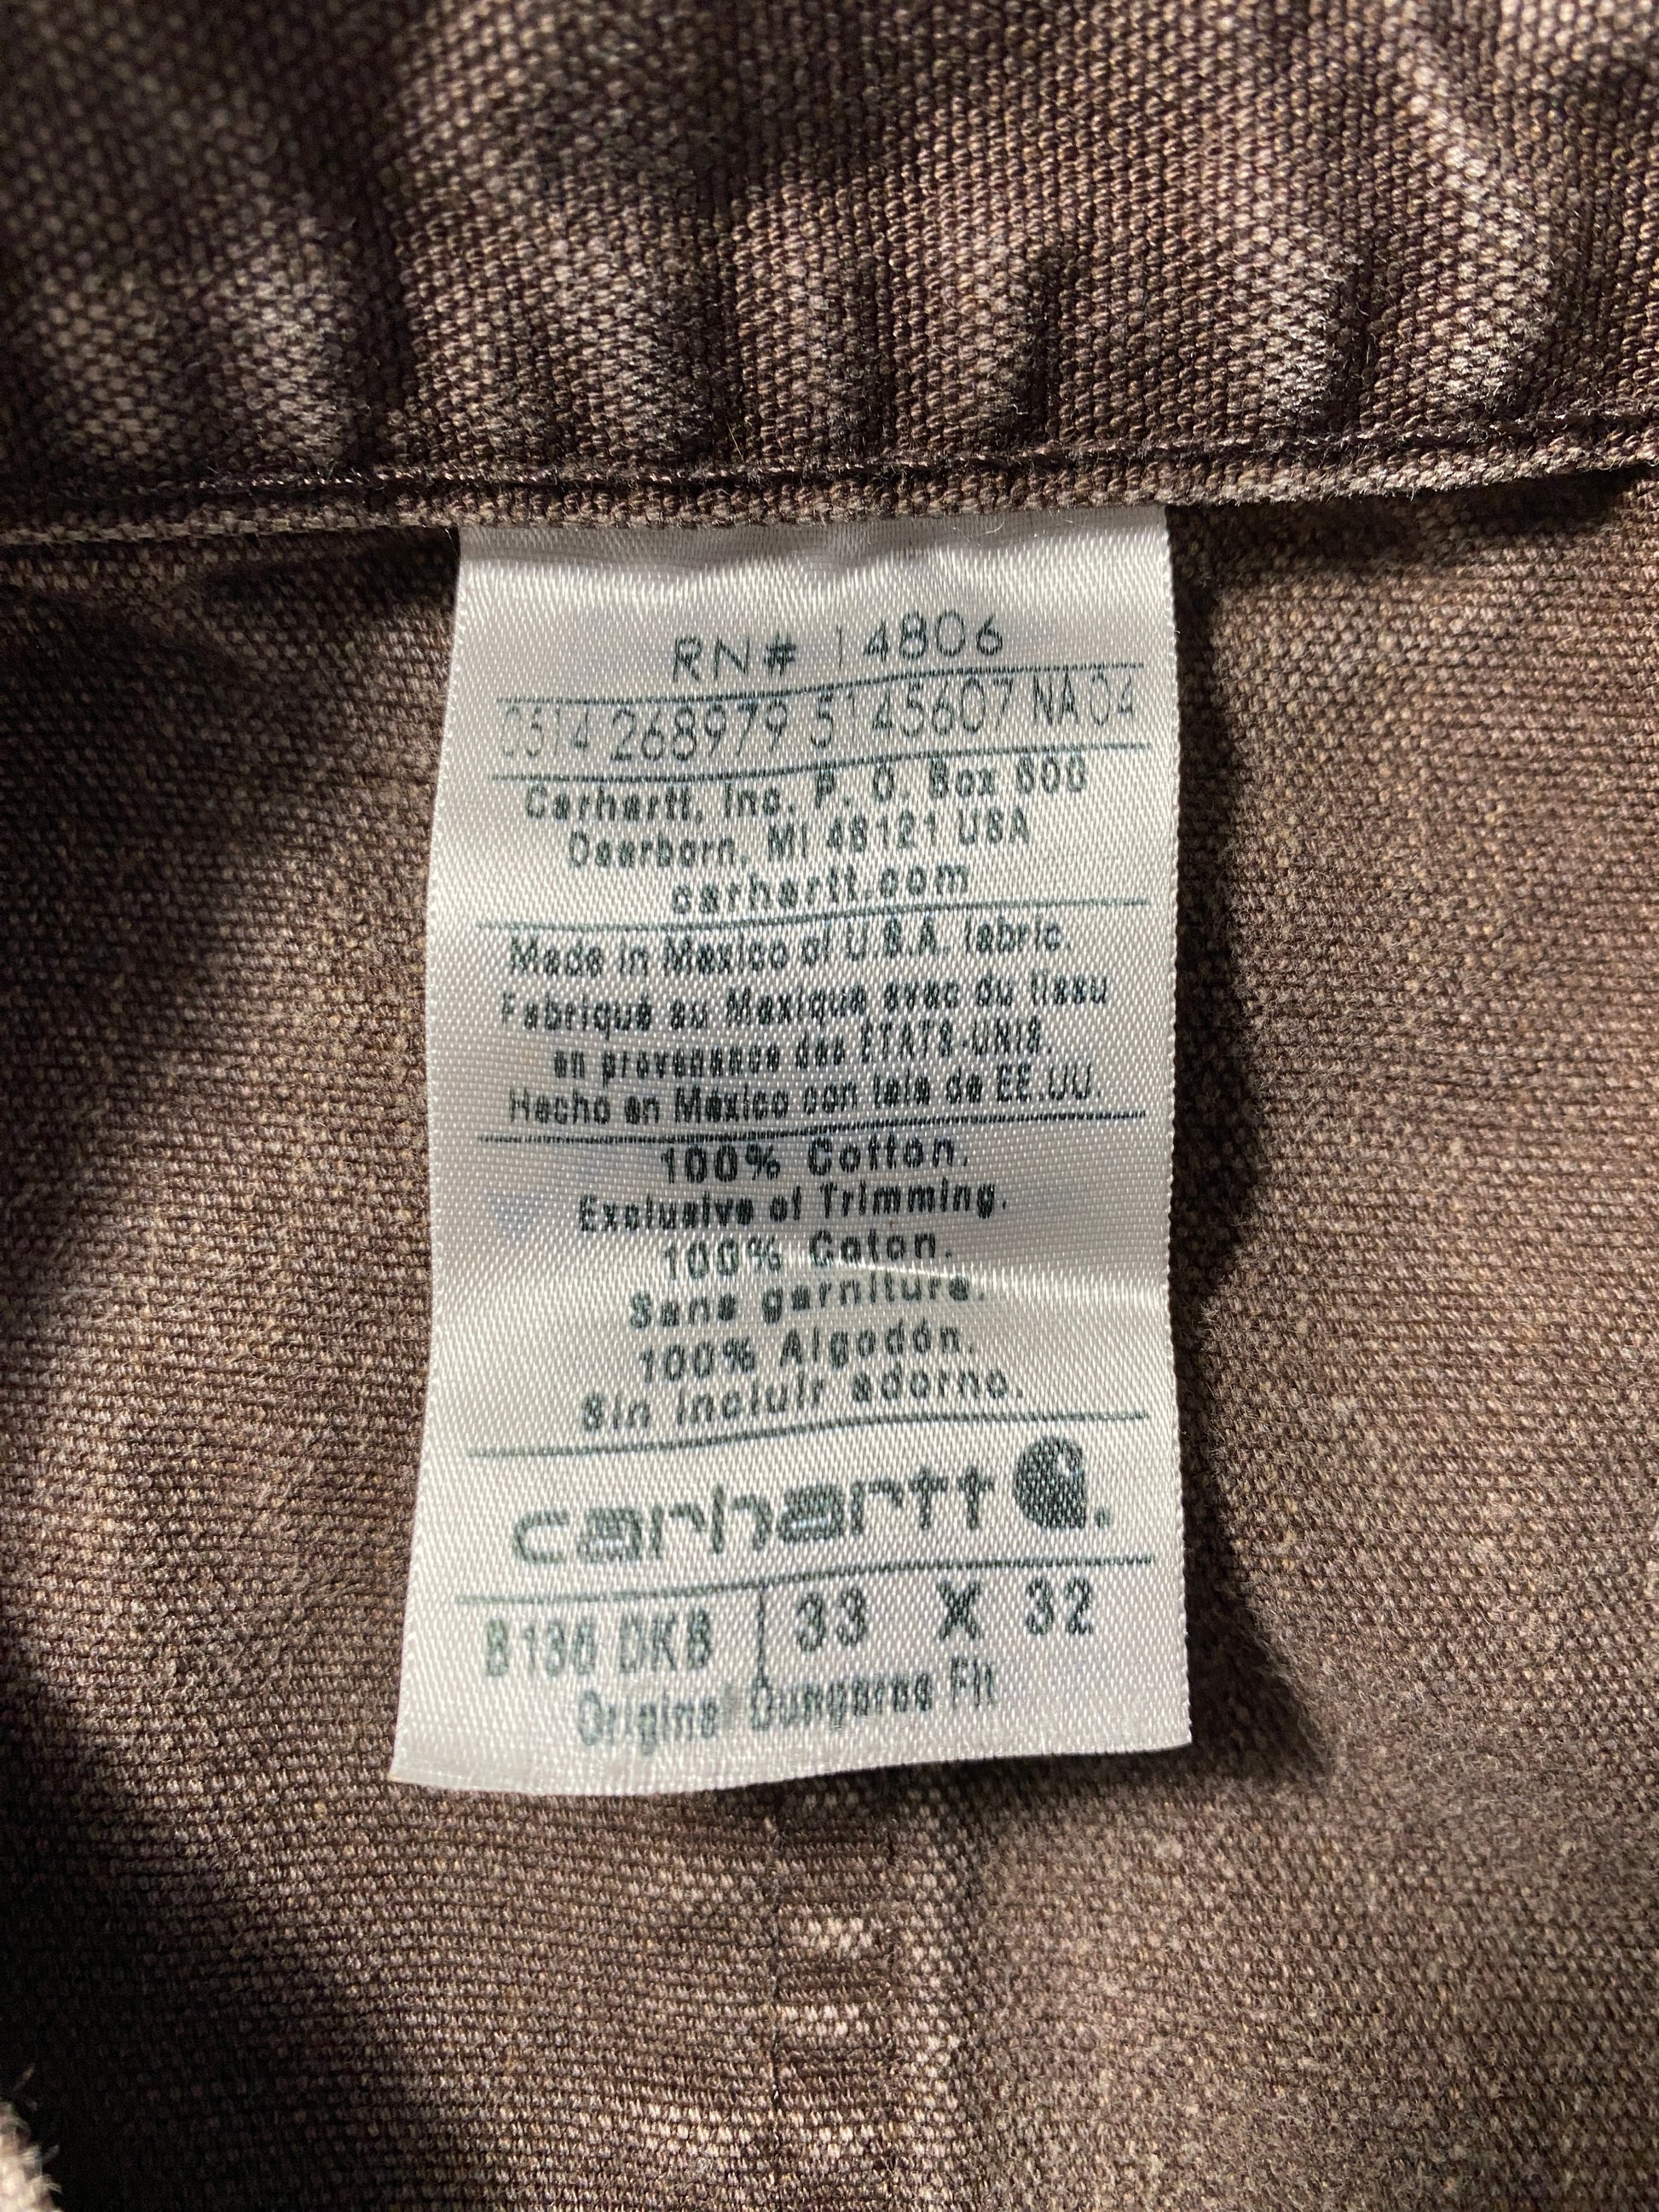 RN# 14806
0514 268979 5145607 NA 04
Carhartt, Inc. P. O. Box 600
Dearborn, MI 48121 USA
carhartt.com
Made in Mexico of U.S.A. fabric.
Fabriqué au Mexique avec du tissu
en provenance des ÉTATS-UNIS.
Hecho en México con tela de EE.UU.
100% Cotton.
Exclusive of Trimming.
100% Coton.
Sans garniture.
100% Algodón.
Sin incluir adorno.
carhartt
B136 DKB 33 X 32
Original Dungaree Fit